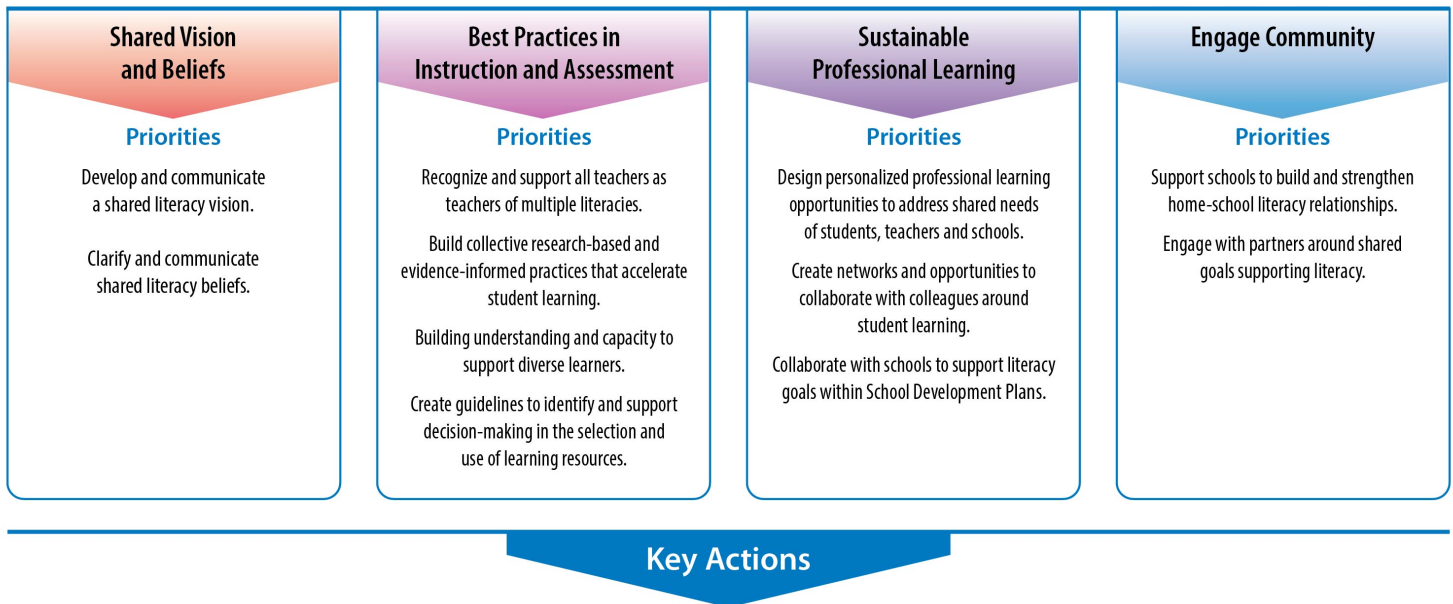 Shared Vision
and Beliefs
Priorities
Develop and communicate
a shared literacy vision.
Clarify and communicate
shared literacy beliefs.
Best Practices in
Instruction and Assessment
Priorities
Recognize and support all teachers as
teachers of multiple literacies.
Build collective research-based and
evidence-informed practices that accelerate
student learning.
Building understanding and capacity to
support diverse learners.
Create guidelines to identify and support
decision-making in the selection and
use of learning resources.
Sustainable
Professional Learning
Priorities
Design personalized professional learning
opportunities to address shared needs
of students, teachers and schools.
Create networks and opportunities to
collaborate with colleagues around
student learning.
Collaborate with schools to support literacy
goals within School Development Plans.
Engage Community
Priorities
Support schools to build and strengthen
home-school literacy relationships.
Engage with partners around shared
goals supporting literacy.
Key Actions